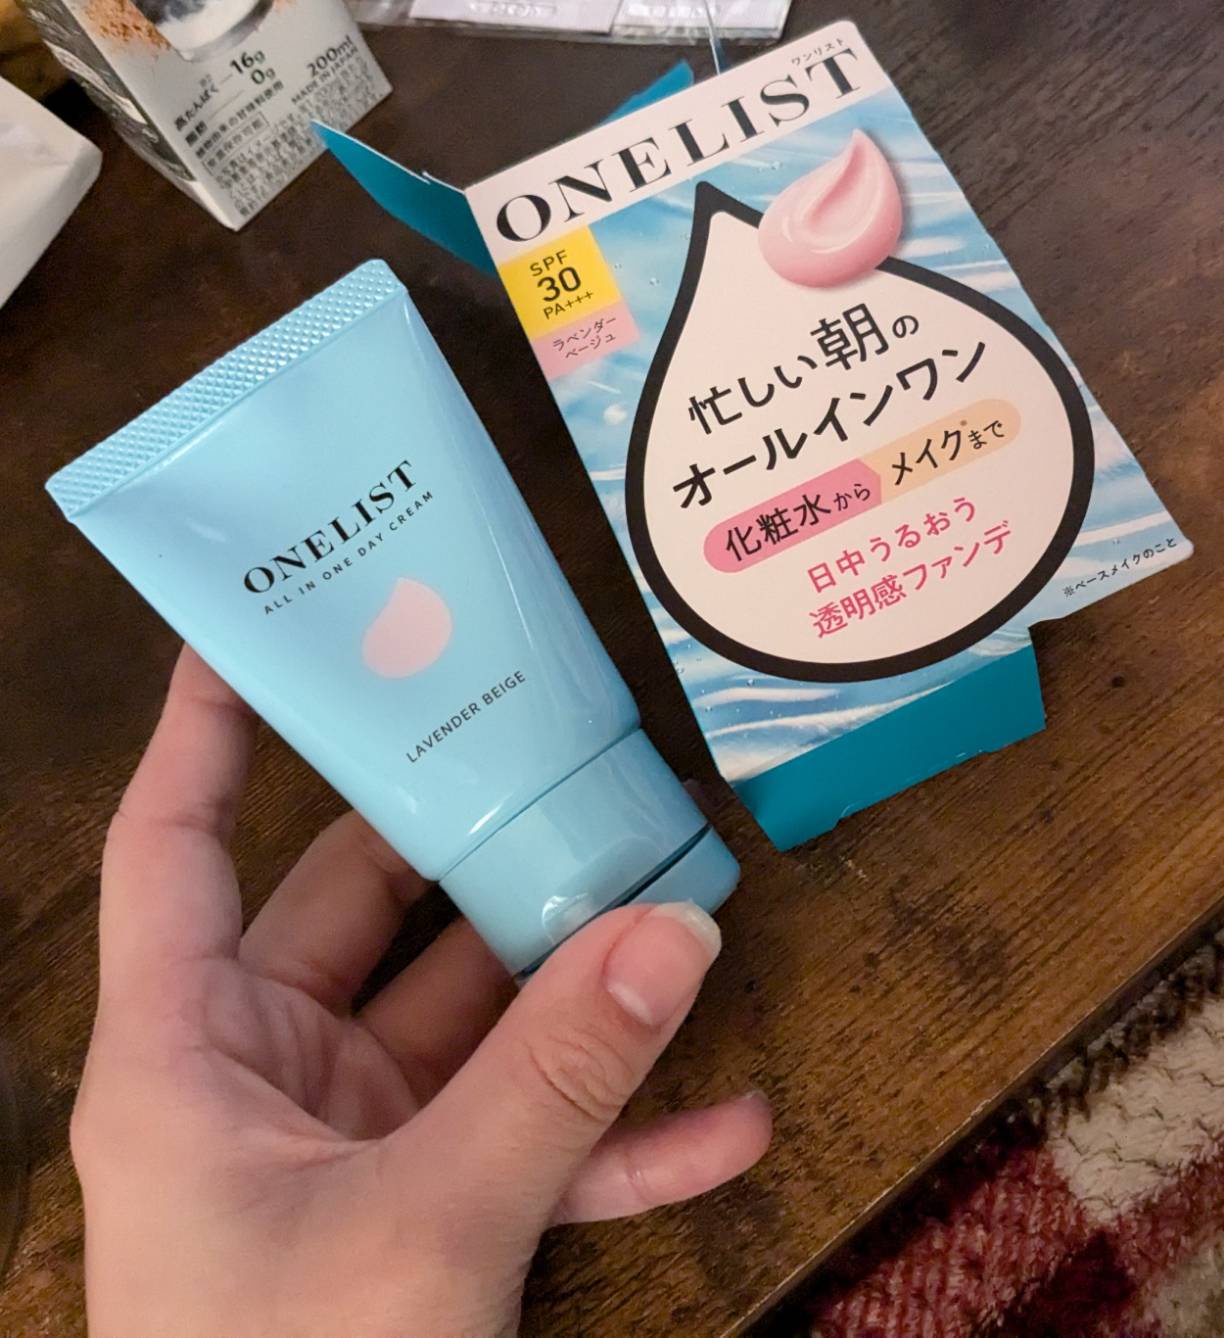 16g
0g
200ml
MADE IN JAPAN
ワンリスト
ONELIST
SPF
30
PA+++
ラベンダー
ベージュ
忙しい朝の
オールインワン
化粧水から メイク※まで
日中うるおう
透明感ファンデ
※ベースメイクのこと
ONELIST
ALL IN ONE DAY CREAM
LAVENDER BEIGE